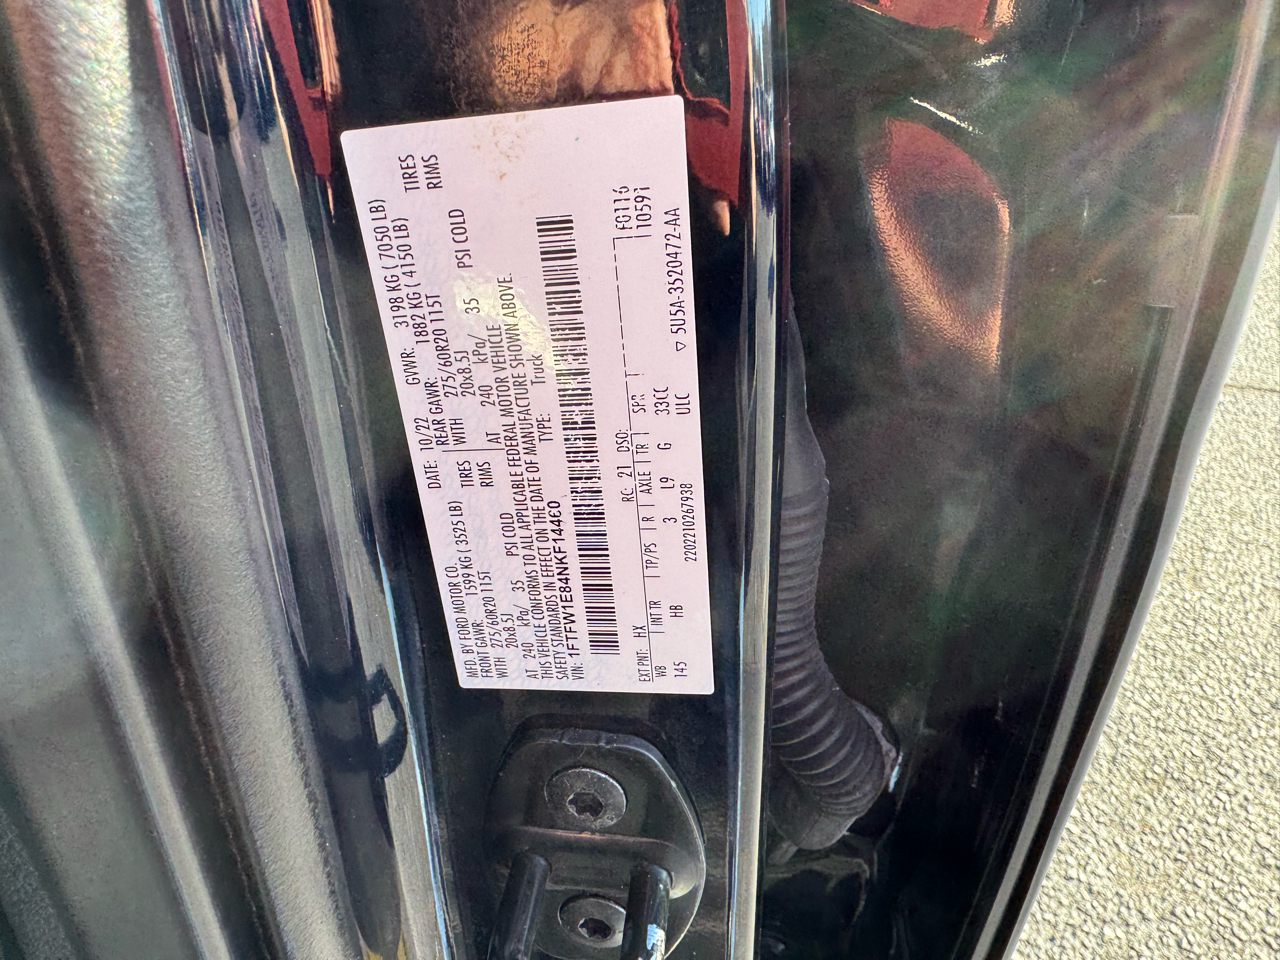 MFD. BY FORD MOTOR CO.
DATE: 10/22 GVWR: 3198 KG ( 7050 LB)
FRONT GAWR: 1599 KG ( 3525 LB) REAR GAWR: 1882 KG ( 4150 LB)
WITH 275/60R20 115T TIRES WITH 275/60R20 115T TIRES
20x8.5J RIMS 20x8.5J RIMS
AT 240 kPa/ 35 PSI COLD AT 240 kPa/ 35 PSI COLD
THIS VEHICLE CONFORMS TO ALL APPLICABLE FEDERAL MOTOR VEHICLE
SAFETY STANDARDS IN EFFECT ON THE DATE OF MANUFACTURE SHOWN ABOVE.
VIN: 1FTFW1E84NKF14460 TYPE: Truck
EXT PNT: HX RC: 21 DSO: FG116
WB INT TR TP/PS R AXLE TR SPR 10591
145 HB 3 L9 G 33CC
2202210267938 ULC ▽ 5U5A-3520472-AA